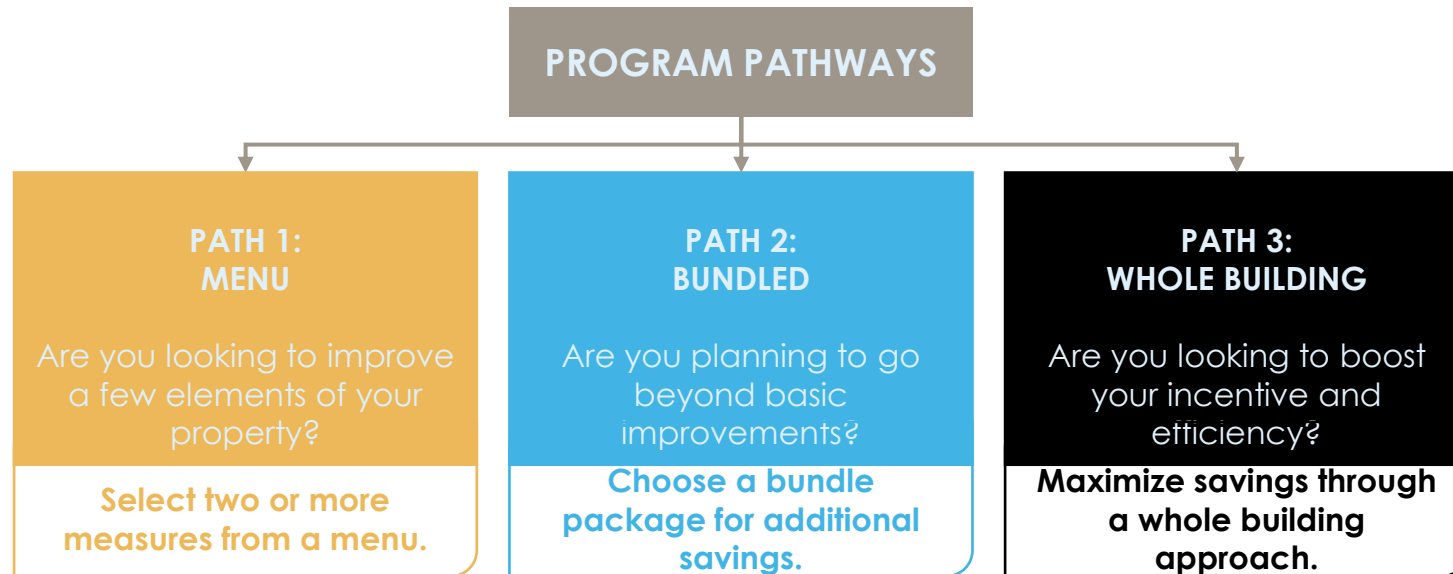 PROGRAM PATHWAYS
PATH 1:
MENU
Are you looking to improve
a few elements of your
property?
Select two or more
measures from a menu.
PATH 2:
BUNDLED
Are you planning to go
beyond basic
improvements?
Choose a bundle
package for additional
savings.
PATH 3:
WHOLE BUILDING
Are you looking to boost
your incentive and
efficiency?
Maximize savings through
a whole building
approach.